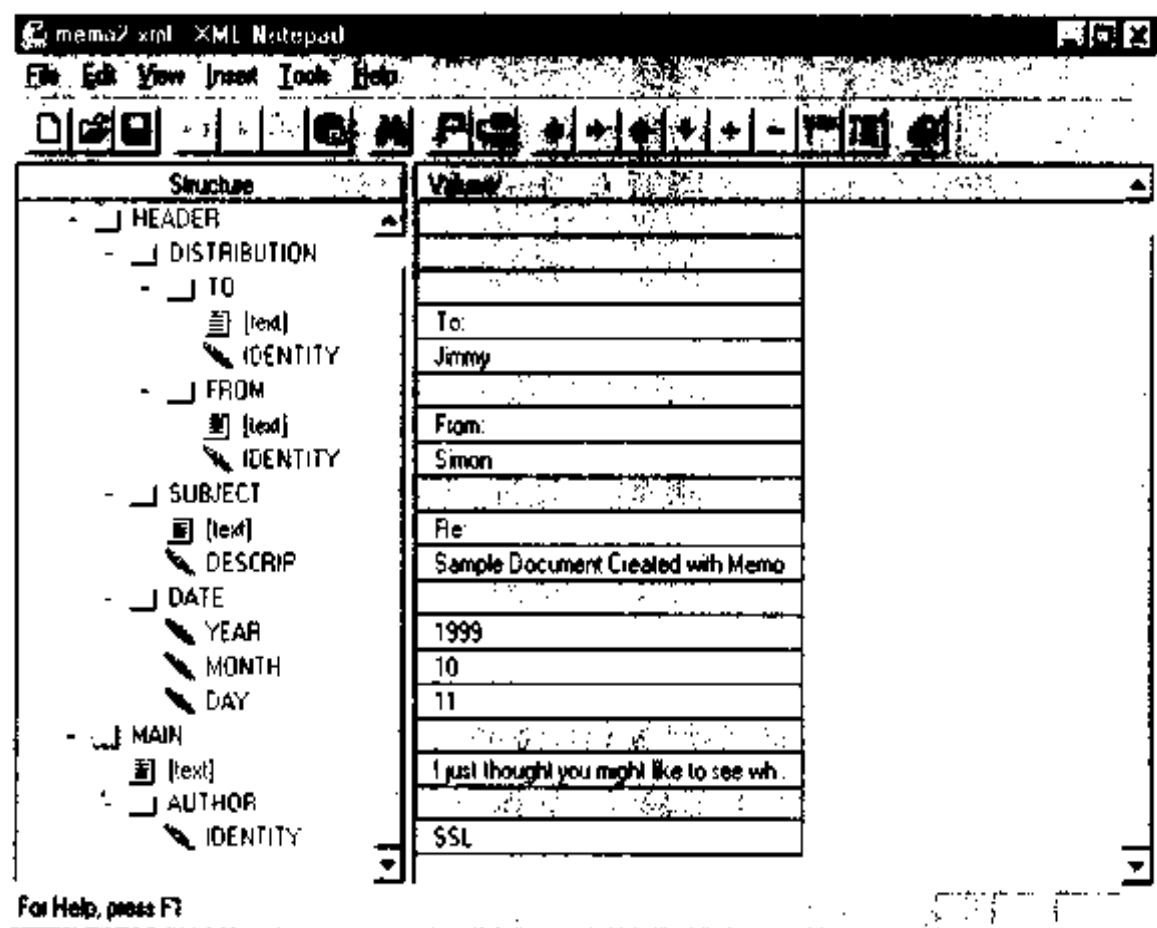 memo2.xml XML Notepad
File Edit View Insert Tools Help
Structure Values
HEADER
DISTRIBUTION
TO
[text] To:
IDENTITY Jimmy
FROM
[text] From:
IDENTITY Simon
SUBJECT
[text] Re:
DESCRIP Sample Document Created with Memo
DATE
YEAR 1999
MONTH 10
DAY 11
MAIN
[text] I just thought you might like to see wh...
AUTHOR
IDENTITY SSL
For Help, press F1